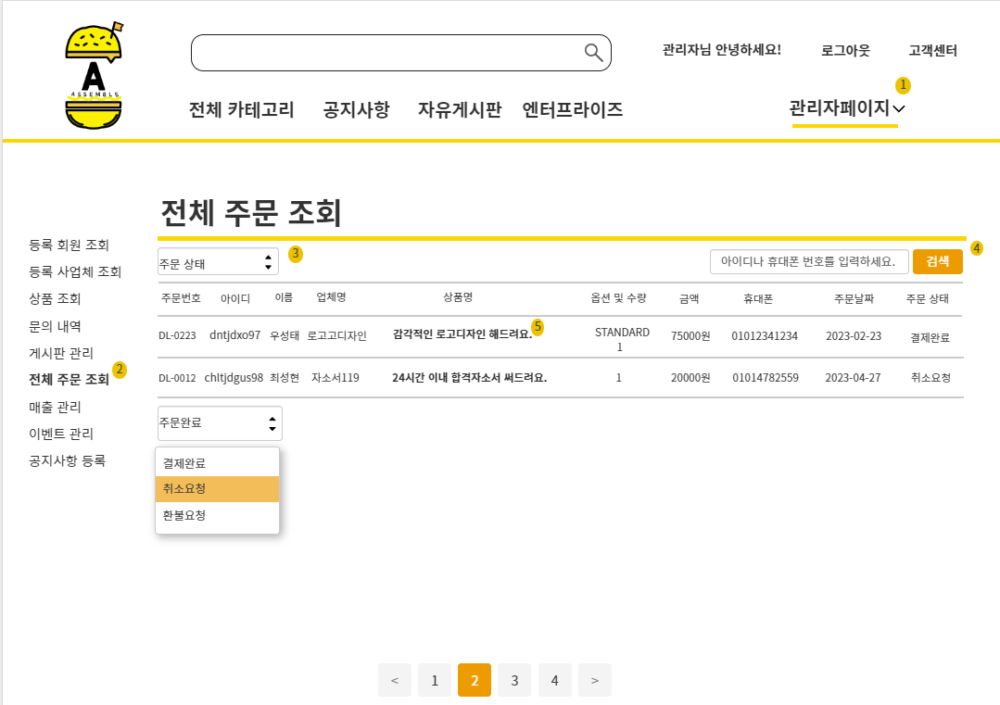 A
ASSEMBLE
관리자님 안녕하세요!
로그아웃
고객센터
전체 카테고리
공지사항
자유게시판
엔터프라이즈
관리자페이지
1
전체 주문 조회
등록 회원 조회
등록 사업체 조회
상품 조회
문의 내역
게시판 관리
전체 주문 조회
2
매출 관리
이벤트 관리
공지사항 등록
주문 상태
3
아이디나 휴대폰 번호를 입력하세요.
검색
4
주문번호 아이디 이름 업체명 상품명 옵션 및 수량 금액 휴대폰 주문날짜 주문 상태
DL-0223 dntjdxo97 우성태 로고고디자인 감각적인 로고디자인 해드려요. 5 STANDARD 75000원 01012341234 2023-02-23 결제완료
1
DL-0012 chltjdgus98 최성현 자소서119 24시간 이내 합격자소서 써드려요. 1 20000원 01014782559 2023-04-27 취소요청
주문완료
결제완료
취소요청
환불요청
< 1 2 3 4 >